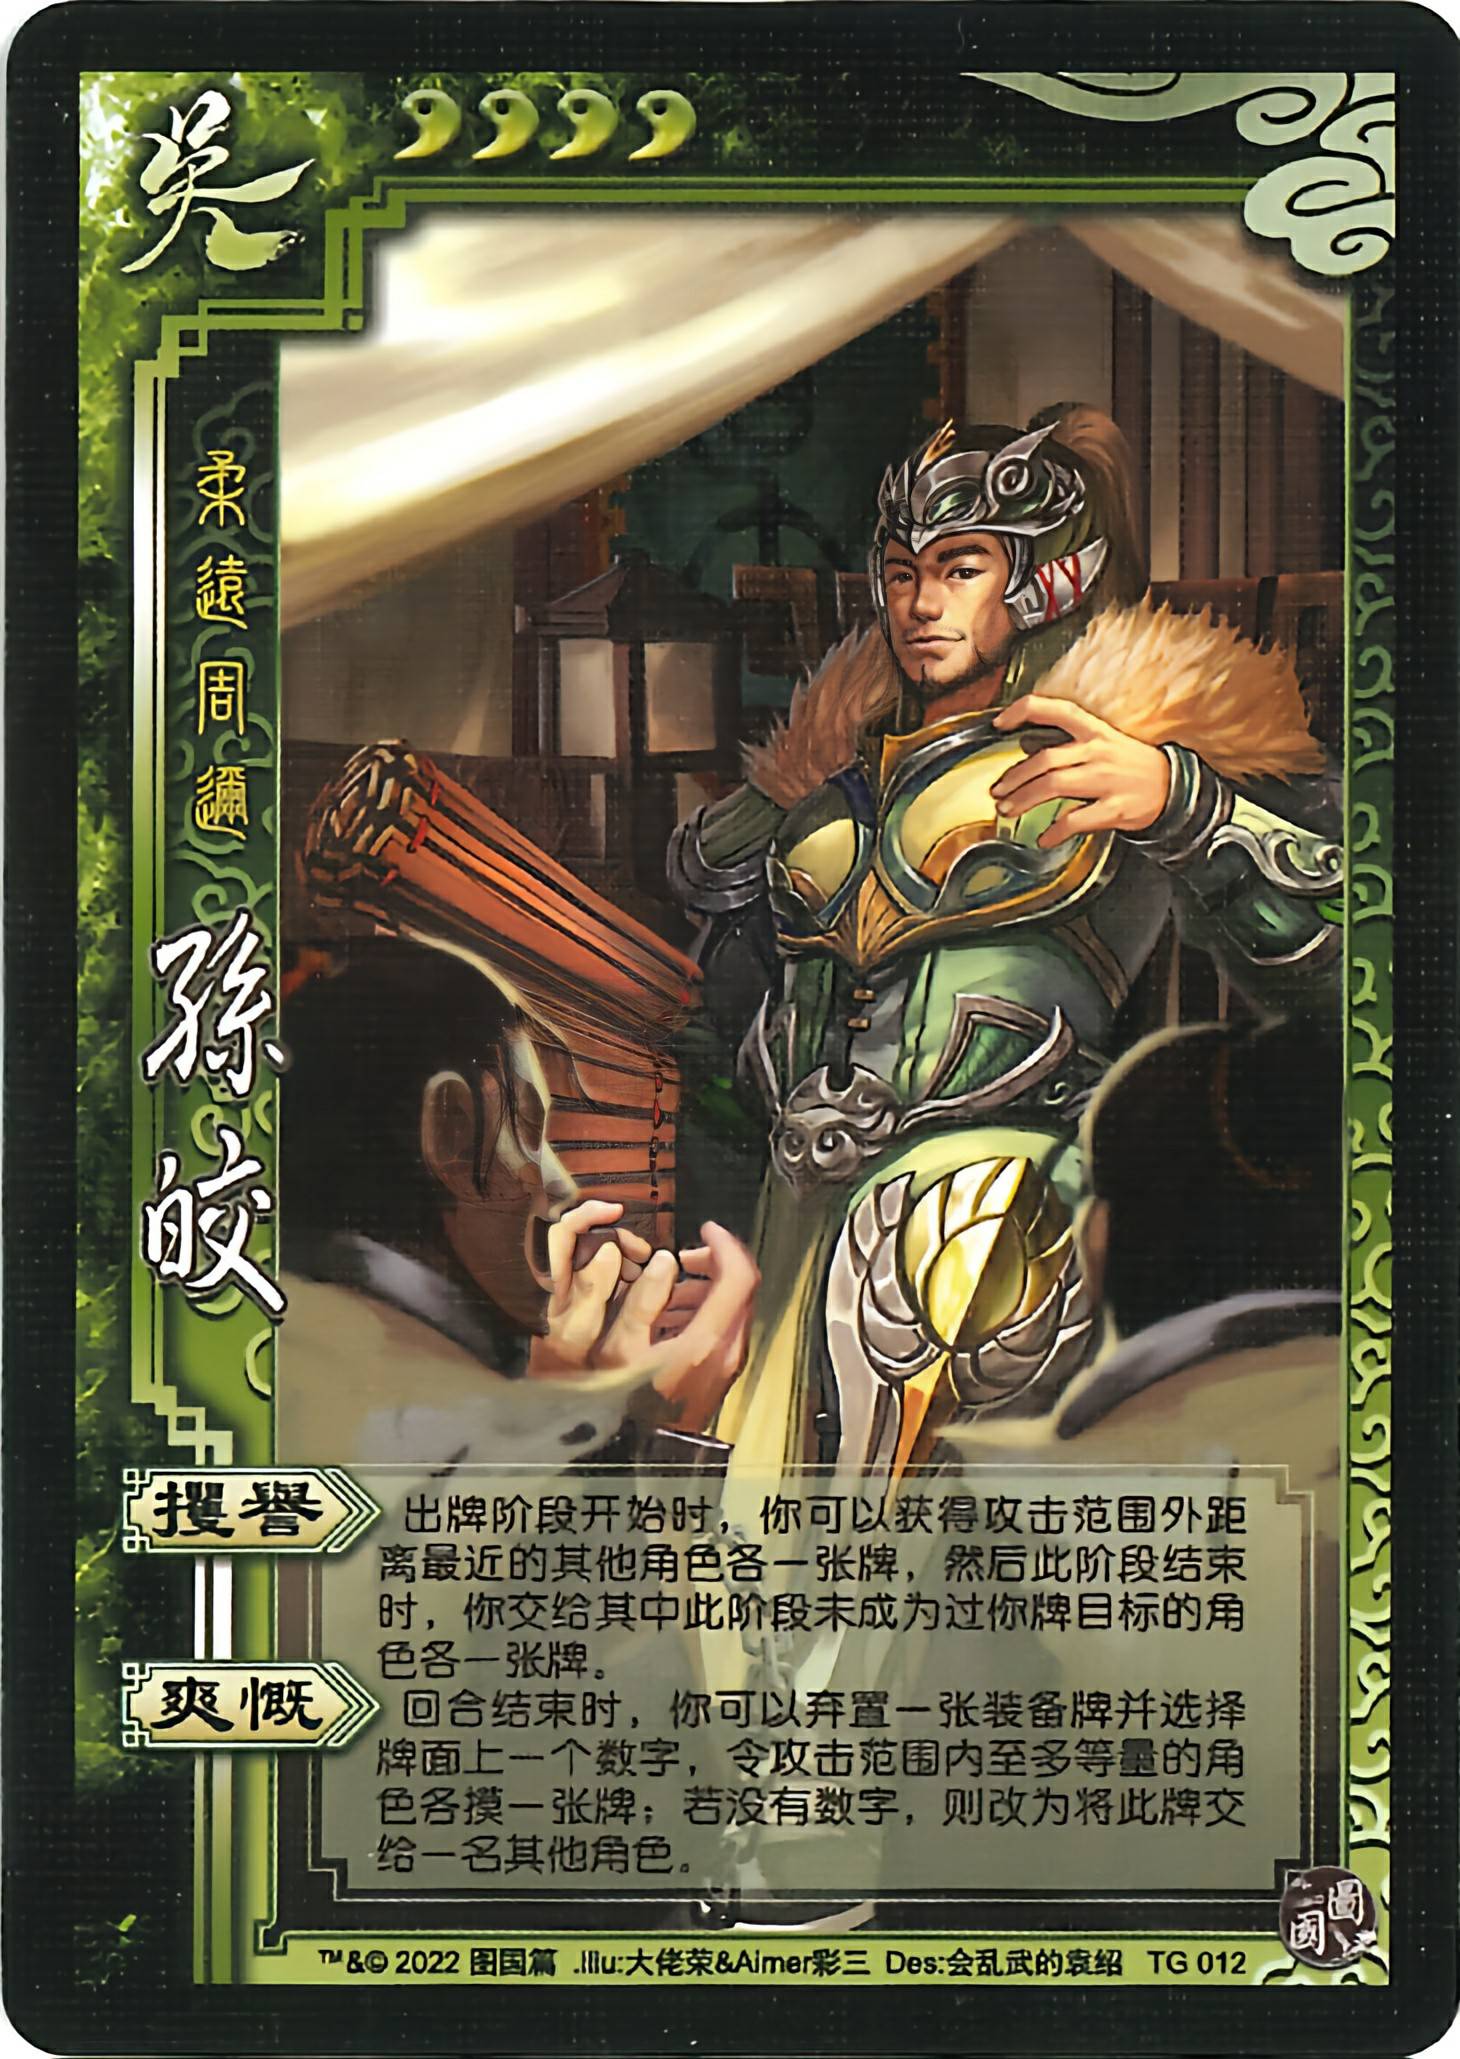 吳
柔遠周邇
孫皎
攫譽
出牌阶段开始时，你可以获得攻击范围外距
离最近的其他角色各一张牌，然后此阶段结束
时，你交给其中此阶段未成为过你牌目标的角
色各一张牌。
爽慨
回合结束时，你可以弃置一张装备牌并选择
牌面上一个数字，令攻击范围内至多等量的角
色各摸一张牌；若没有数字，则改为将此牌交
给一名其他角色。
圖國
™&© 2022 图国篇 .Illu:大佬荣&Aimer彩三 Des:会乱武的袁绍 TG 012